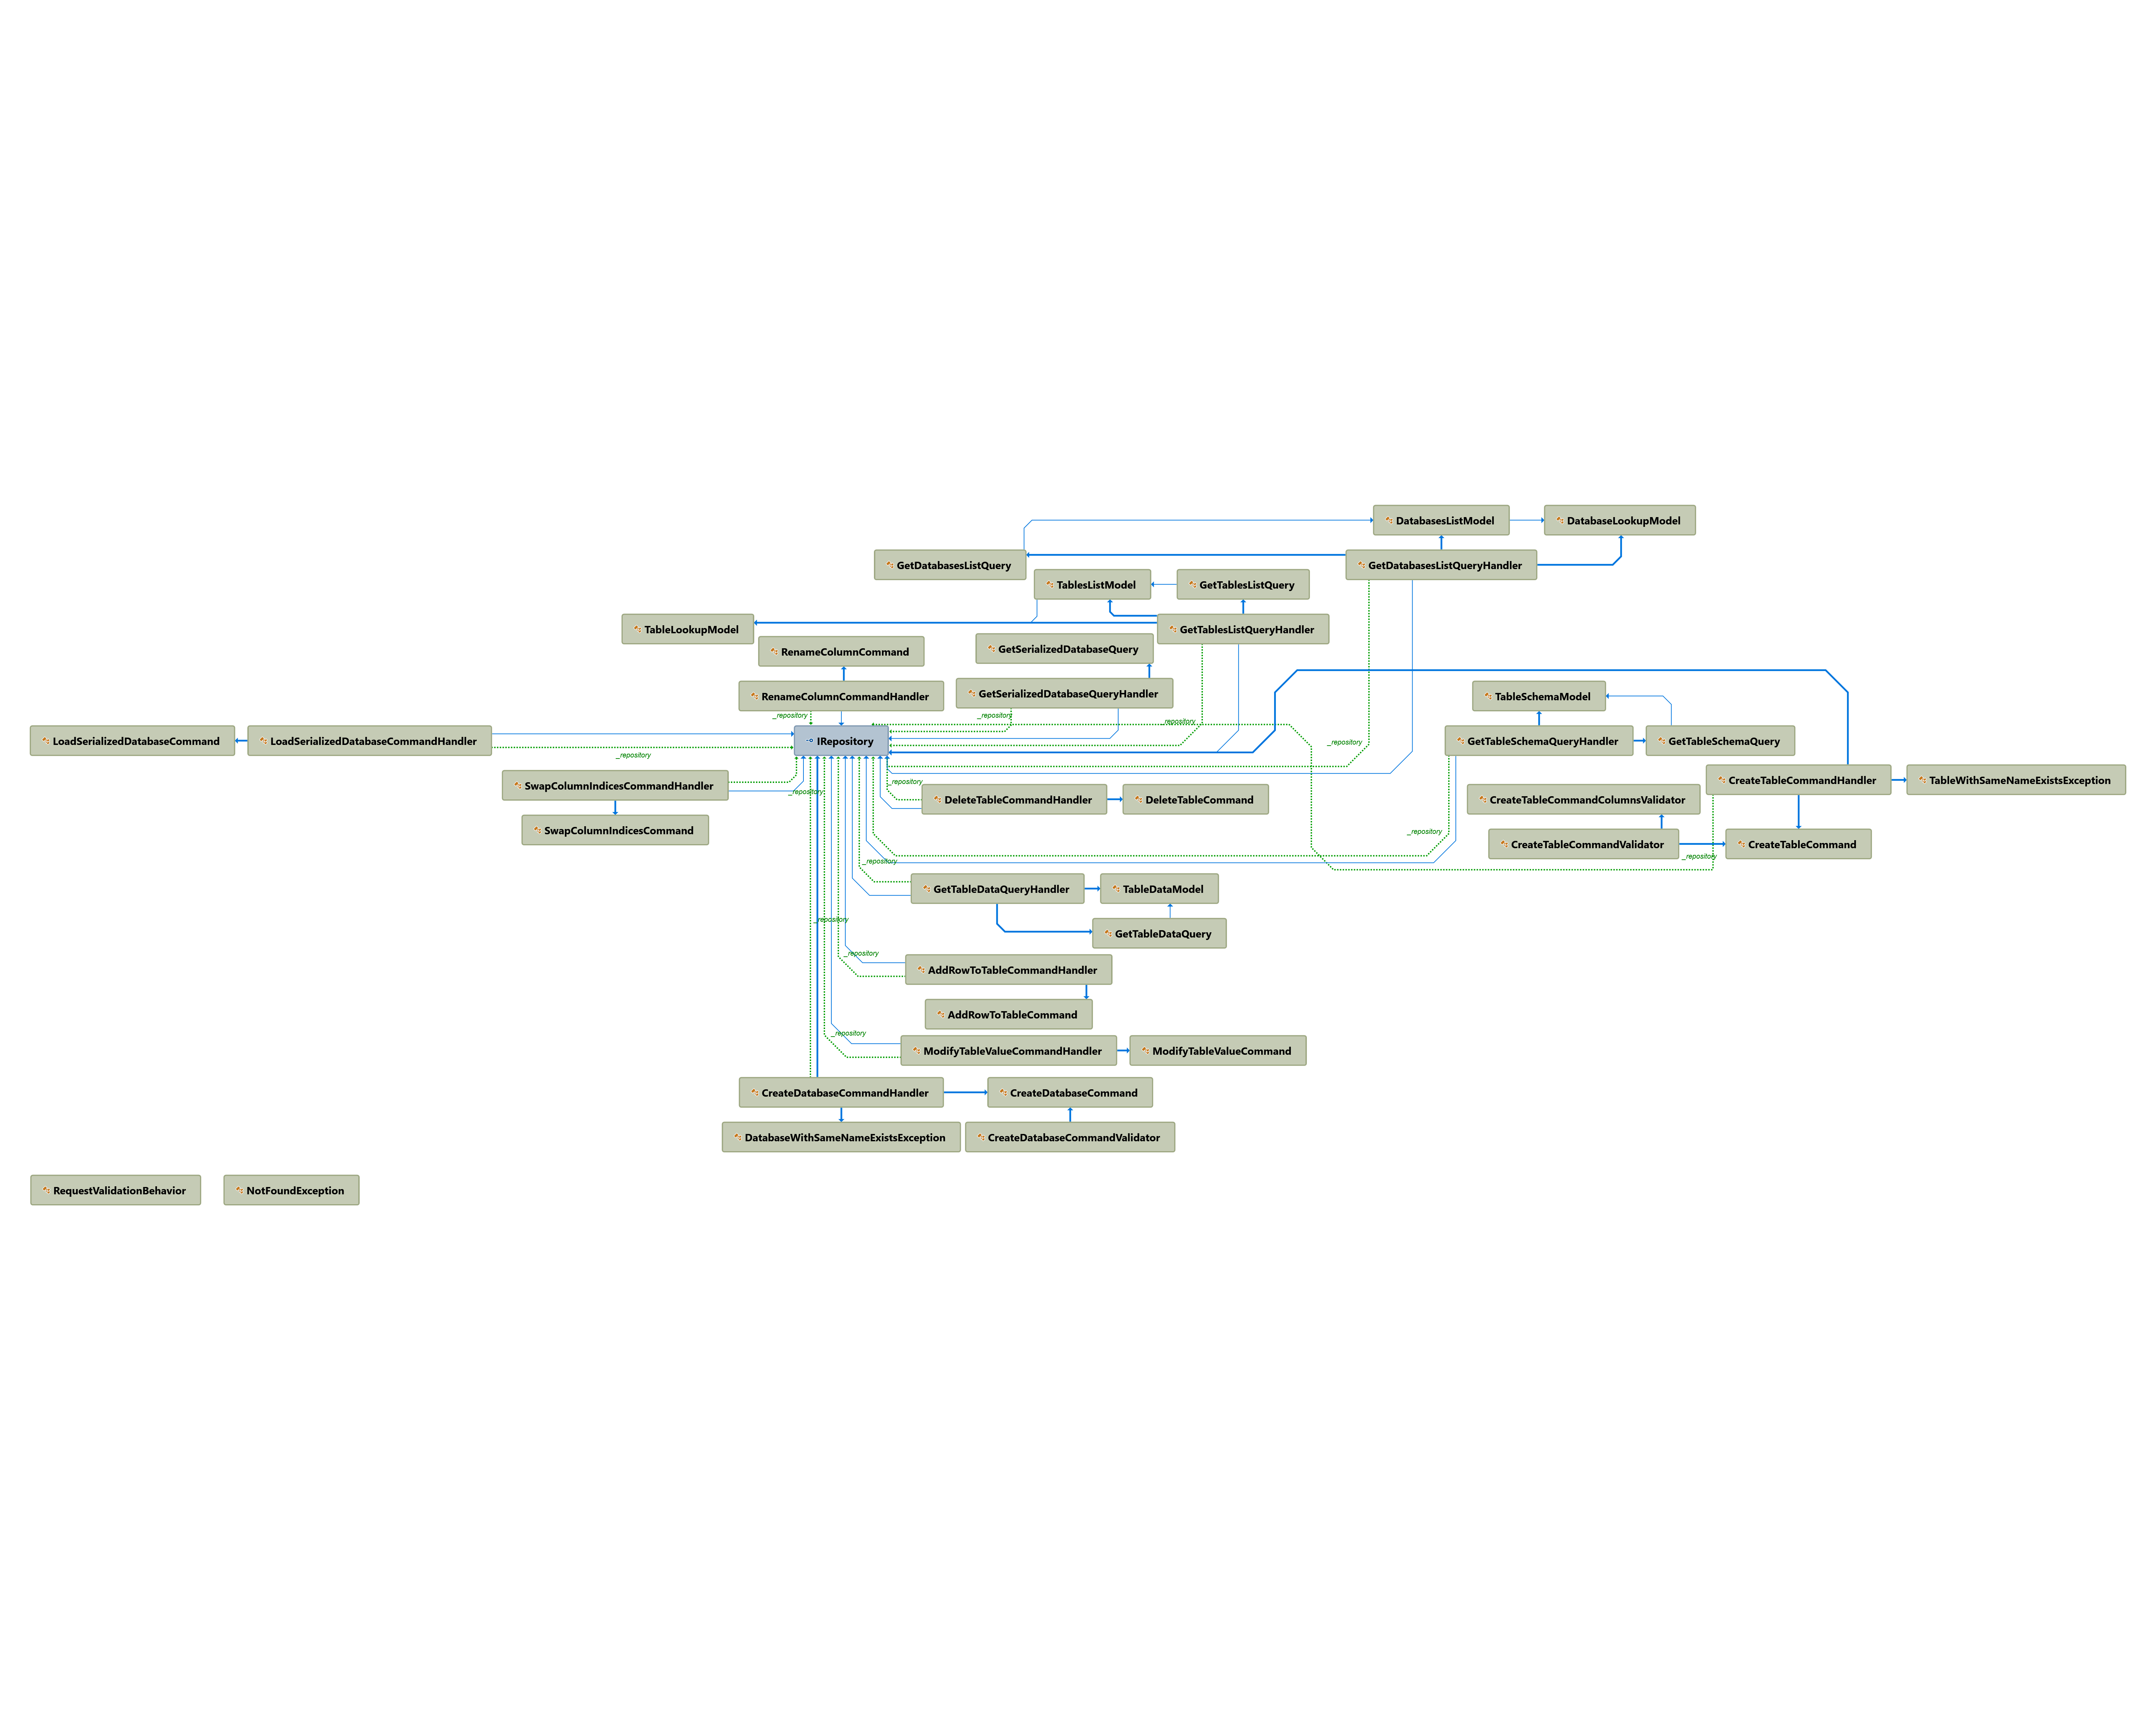 DatabasesListModel
DatabaseLookupModel
GetDatabasesListQuery
GetDatabasesListQueryHandler
TablesListModel
GetTablesListQuery
TableLookupModel
GetTablesListQueryHandler
RenameColumnCommand
GetSerializedDatabaseQuery
RenameColumnCommandHandler
GetSerializedDatabaseQueryHandler
TableSchemaModel
_repository
_repository
_repository
LoadSerializedDatabaseCommand
LoadSerializedDatabaseCommandHandler
IRepository
_repository
GetTableSchemaQueryHandler
GetTableSchemaQuery
_repository
SwapColumnIndicesCommandHandler
_repository
_repository
CreateTableCommandHandler
TableWithSameNameExistsException
DeleteTableCommandHandler
DeleteTableCommand
CreateTableCommandColumnsValidator
SwapColumnIndicesCommand
_repository
CreateTableCommandValidator
CreateTableCommand
_repository
_repository
GetTableDataQueryHandler
TableDataModel
_repository
GetTableDataQuery
_repository
AddRowToTableCommandHandler
AddRowToTableCommand
_repository
ModifyTableValueCommandHandler
ModifyTableValueCommand
CreateDatabaseCommandHandler
CreateDatabaseCommand
DatabaseWithSameNameExistsException
CreateDatabaseCommandValidator
RequestValidationBehavior
NotFoundException